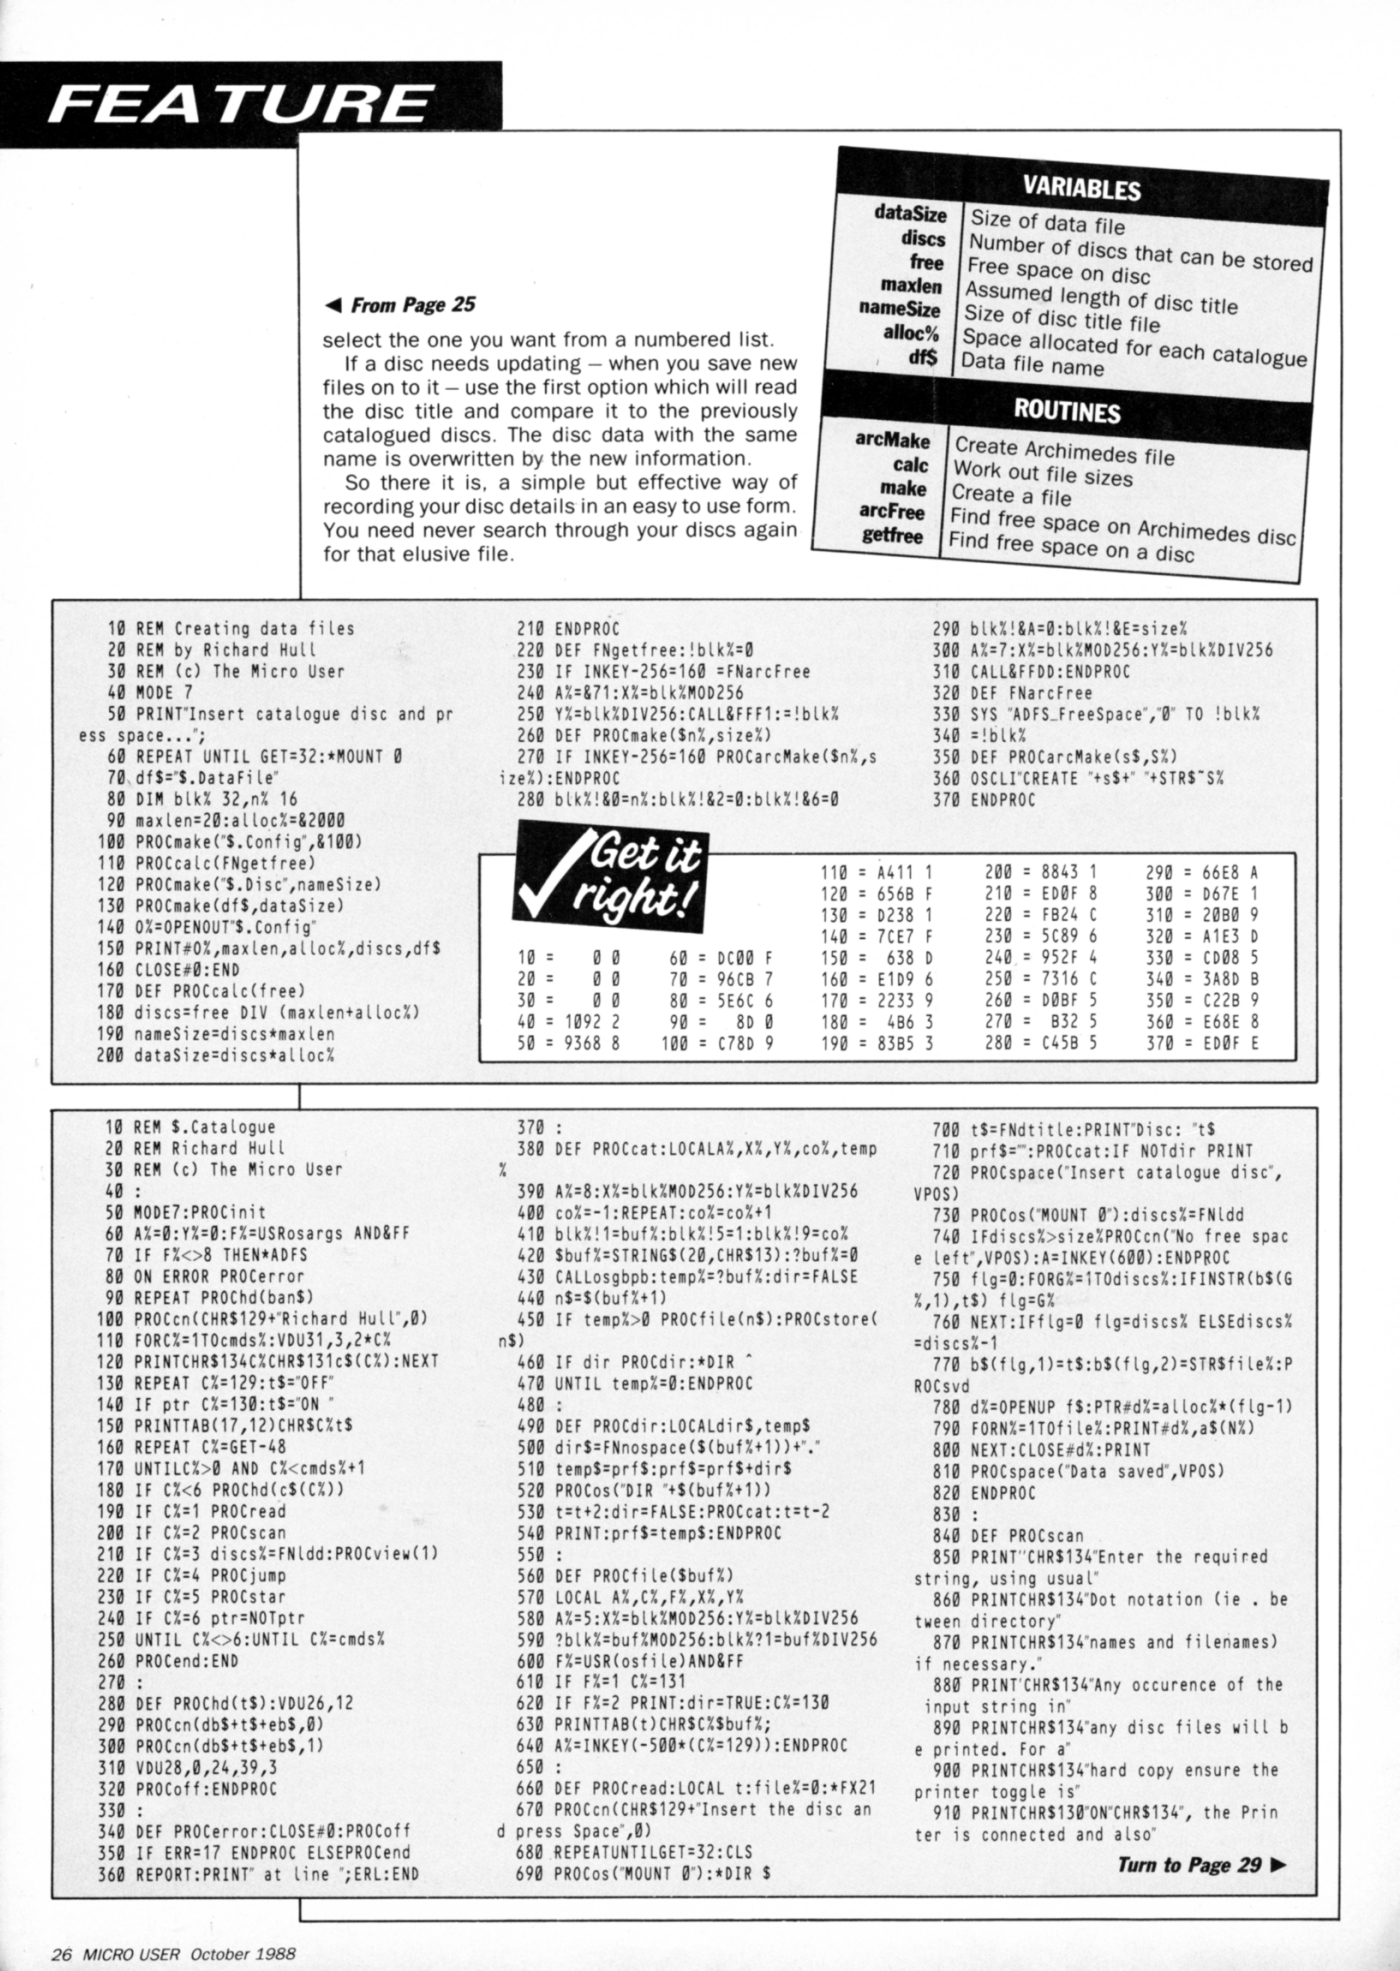 FEATURE
◀ From Page 25
select the one you want from a numbered list.
If a disc needs updating — when you save new
files on to it — use the first option which will read
the disc title and compare it to the previously
catalogued discs. The disc data with the same
name is overwritten by the new information.
So there it is, a simple but effective way of
recording your disc details in an easy to use form.
You need never search through your discs again
for that elusive file.
VARIABLES
dataSize Size of data file
discs Number of discs that can be stored
free Free space on disc
maxlen Assumed length of disc title
nameSize Size of disc title file
alloc% Space allocated for each catalogue
df$ Data file name
ROUTINES
arcMake Create Archimedes file
calc Work out file sizes
make Create a file
arcFree Find free space on Archimedes disc
getfree Find free space on a disc
10 REM Creating data files
20 REM by Richard Hull
30 REM (c) The Micro User
40 MODE 7
50 PRINT"Insert catalogue disc and pr
ess space...";
60 REPEAT UNTIL GET=32:*MOUNT 0
70 df$="$.DataFile"
80 DIM blk% 32,n% 16
90 maxlen=20:alloc%=&2000
100 PROCmake("$.Config",&100)
110 PROCcalc(FNgetfree)
120 PROCmake("$.Disc",nameSize)
130 PROCmake(df$,dataSize)
140 O%=OPENOUT"$.Config"
150 PRINT#O%,maxlen,alloc%,discs,df$
160 CLOSE#0:END
170 DEF PROCcalc(free)
180 discs=free DIV (maxlen+alloc%)
190 nameSize=discs*maxlen
200 dataSize=discs*alloc%
210 ENDPROC
220 DEF FNgetfree:!blk%=0
230 IF INKEY-256=160 =FNarcFree
240 A%=&71:X%=blk%MOD256
250 Y%=blk%DIV256:CALL&FFF1:=!blk%
260 DEF PROCmake($n%,size%)
270 IF INKEY-256=160 PROCarcMake($n%,s
ize%):ENDPROC
280 blk%!&0=n%:blk%!&2=0:blk%!&6=0
290 blk%!&A=0:blk%!&E=size%
300 A%=7:X%=blk%MOD256:Y%=blk%DIV256
310 CALL&FFDD:ENDPROC
320 DEF FNarcFree
330 SYS "ADFS_FreeSpace","0" TO !blk%
340 =!blk%
350 DEF PROCarcMake(s$,S%)
360 OSCLI"CREATE "+s$+" "+STR$~S%
370 ENDPROC
Get it
right!
10 = 0 0
20 = 0 0
30 = 0 0
40 = 1092 2
50 = 9368 8
60 = DC00 F
70 = 96CB 7
80 = 5E6C 6
90 = 8D 0
100 = C78D 9
110 = A411 1
120 = 656B F
130 = D238 1
140 = 7CE7 F
150 = 638 D
160 = E1D9 6
170 = 2233 9
180 = 4B6 3
190 = 83B5 3
200 = 8843 1
210 = ED0F 8
220 = FB24 C
230 = 5C89 6
240 = 952F 4
250 = 7316 C
260 = D0BF 5
270 = B32 5
280 = C45B 5
290 = 66E8 A
300 = D67E 1
310 = 20B0 9
320 = A1E3 D
330 = CD08 5
340 = 3A8D B
350 = C22B 9
360 = E68E 8
370 = ED0F E
10 REM $.Catalogue
20 REM Richard Hull
30 REM (c) The Micro User
40 :
50 MODE7:PROCinit
60 A%=0:Y%=0:F%=USRosargs AND&FF
70 IF F%<>8 THEN*ADFS
80 ON ERROR PROCerror
90 REPEAT PROChd(ban$)
100 PROCcn(CHR$129+"Richard Hull",0)
110 FORC%=1TOcmds%:VDU31,3,2*C%
120 PRINTCHR$134C%CHR$131c$(C%):NEXT
130 REPEAT C%=129:t$="OFF"
140 IF ptr C%=130:t$="ON "
150 PRINTTAB(17,12)CHR$C%t$
160 REPEAT C%=GET-48
170 UNTILC%>0 AND C%<cmds%+1
180 IF C%<6 PROChd(c$(C%))
190 IF C%=1 PROCread
200 IF C%=2 PROCscan
210 IF C%=3 discs%=FNldd:PROCview(1)
220 IF C%=4 PROCjump
230 IF C%=5 PROCstar
240 IF C%=6 ptr=NOTptr
250 UNTIL C%<>6:UNTIL C%=cmds%
260 PROCend:END
270 :
280 DEF PROChd(t$):VDU26,12
290 PROCcn(db$+t$+eb$,0)
300 PROCcn(db$+t$+eb$,1)
310 VDU28,0,24,39,3
320 PROCoff:ENDPROC
330 :
340 DEF PROCerror:CLOSE#0:PROCoff
350 IF ERR=17 ENDPROC ELSEPROCend
360 REPORT:PRINT" at line ";ERL:END
370 :
380 DEF PROCcat:LOCALA%,X%,Y%,co%,temp
%
390 A%=8:X%=blk%MOD256:Y%=blk%DIV256
400 co%=-1:REPEAT:co%=co%+1
410 blk%!1=buf%:blk%!5=1:blk%!9=co%
420 $buf%=STRING$(20,CHR$13):?buf%=0
430 CALLosgbpb:temp%=?buf%:dir=FALSE
440 n$=$(buf%+1)
450 IF temp%>0 PROCfile(n$):PROCstore(
n$)
460 IF dir PROCdir:*DIR ^
470 UNTIL temp%=0:ENDPROC
480 :
490 DEF PROCdir:LOCALdir$,temp$
500 dir$=FNnospace($(buf%+1))+"."
510 temp$=prf$:prf$=prf$+dir$
520 PROCos("DIR "+$(buf%+1))
530 t=t+2:dir=FALSE:PROCcat:t=t-2
540 PRINT:prf$=temp$:ENDPROC
550 :
560 DEF PROCfile($buf%)
570 LOCAL A%,C%,F%,X%,Y%
580 A%=5:X%=blk%MOD256:Y%=blk%DIV256
590 ?blk%=buf%MOD256:blk%?1=buf%DIV256
600 F%=USR(osfile)AND&FF
610 IF F%=1 C%=131
620 IF F%=2 PRINT:dir=TRUE:C%=130
630 PRINTTAB(t)CHR$C%$buf%;
640 A%=INKEY(-500*(C%=129)):ENDPROC
650 :
660 DEF PROCread:LOCAL t:file%=0:*FX21
670 PROCcn(CHR$129+"Insert the disc an
d press Space",0)
680 REPEATUNTILGET=32:CLS
690 PROCos("MOUNT 0"):*DIR $
700 t$=FNdtitle:PRINT"Disc: "t$
710 prf$="":PROCcat:IF NOTdir PRINT
720 PROCspace("Insert catalogue disc",
VPOS)
730 PROCos("MOUNT 0"):discs%=FNldd
740 IFdiscs%>size%PROCcn("No free spac
e left",VPOS):A=INKEY(600):ENDPROC
750 flg=0:FORG%=1TOdiscs%:IFINSTR(b$(G
%,1),t$) flg=G%
760 NEXT:IFflg=0 flg=discs% ELSEdiscs%
=discs%-1
770 b$(flg,1)=t$:b$(flg,2)=STR$file%:P
ROCsvd
780 d%=OPENUP f$:PTR#d%=alloc%*(flg-1)
790 FORN%=1TOfile%:PRINT#d%,a$(N%)
800 NEXT:CLOSE#d%:PRINT
810 PROCspace("Data saved",VPOS)
820 ENDPROC
830 :
840 DEF PROCscan
850 PRINT''CHR$134"Enter the required
string, using usual"
860 PRINTCHR$134"Dot notation (ie . be
tween directory"
870 PRINTCHR$134"names and filenames)
if necessary."
880 PRINT'CHR$134"Any occurence of the
input string in"
890 PRINTCHR$134"any disc files will b
e printed. For a"
900 PRINTCHR$134"hard copy ensure the
printer toggle is"
910 PRINTCHR$130"ON"CHR$134", the Prin
ter is connected and also"
Turn to Page 29 ▶
26 MICRO USER October 1988